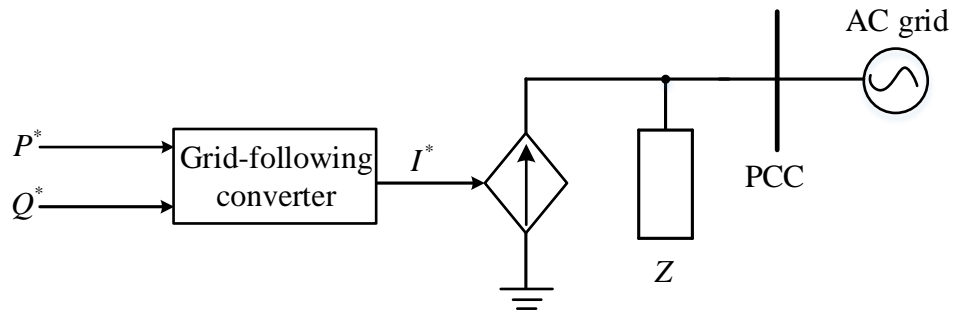 AC grid
P*
Grid-following
converter
I*
Q*
PCC
Z